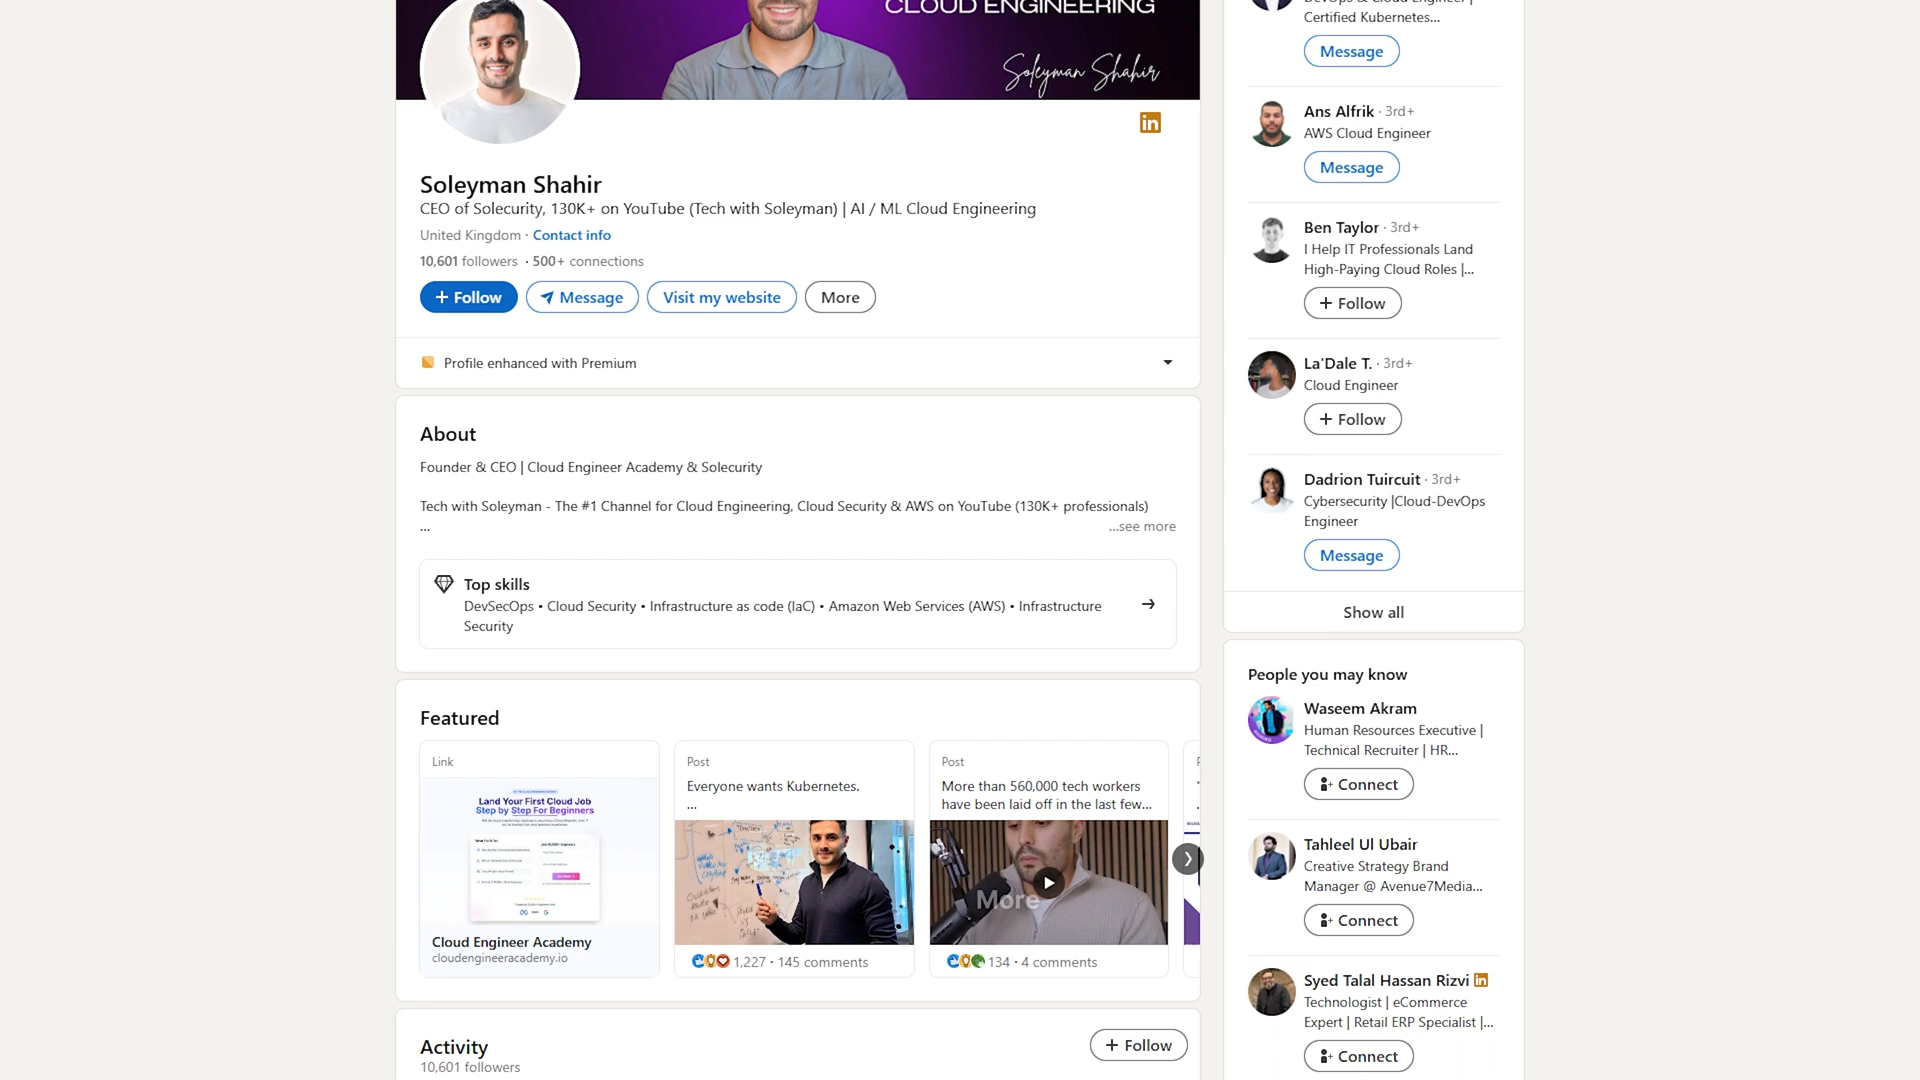 CLOUD ENGINEERING
Soleyman Shahir
in
Soleyman Shahir
CEO of Solecurity, 130K+ on YouTube (Tech with Soleyman) | AI / ML Cloud Engineering
United Kingdom · Contact info
10,601 followers · 500+ connections
+ Follow
Message
Visit my website
More
Profile enhanced with Premium
About
Founder & CEO | Cloud Engineer Academy & Solecurity
Tech with Soleyman - The #1 Channel for Cloud Engineering, Cloud Security & AWS on YouTube (130K+ professionals)
...
...see more
Top skills
DevSecOps • Cloud Security • Infrastructure as code (IaC) • Amazon Web Services (AWS) • Infrastructure
Security
Featured
Link
Land Your First Cloud Job
Step by Step For Beginners
Cloud Engineer Academy
cloudengineeracademy.io
Post
Everyone wants Kubernetes.
...
1,227 · 145 comments
Post
More than 560,000 tech workers
have been laid off in the last few...
More
134 · 4 comments
Activity
10,601 followers
+ Follow
Certified Kubernetes...
Message
Ans Alfrik · 3rd+
AWS Cloud Engineer
Message
Ben Taylor · 3rd+
I Help IT Professionals Land
High-Paying Cloud Roles |...
+ Follow
La'Dale T. · 3rd+
Cloud Engineer
+ Follow
Dadrion Tuircuit · 3rd+
Cybersecurity |Cloud-DevOps
Engineer
Message
Show all
People you may know
Waseem Akram
Human Resources Executive |
Technical Recruiter | HR...
Connect
Tahleel Ul Ubair
Creative Strategy Brand
Manager @ Avenue7Media...
Connect
Syed Talal Hassan Rizvi in
Technologist | eCommerce
Expert | Retail ERP Specialist |...
Connect